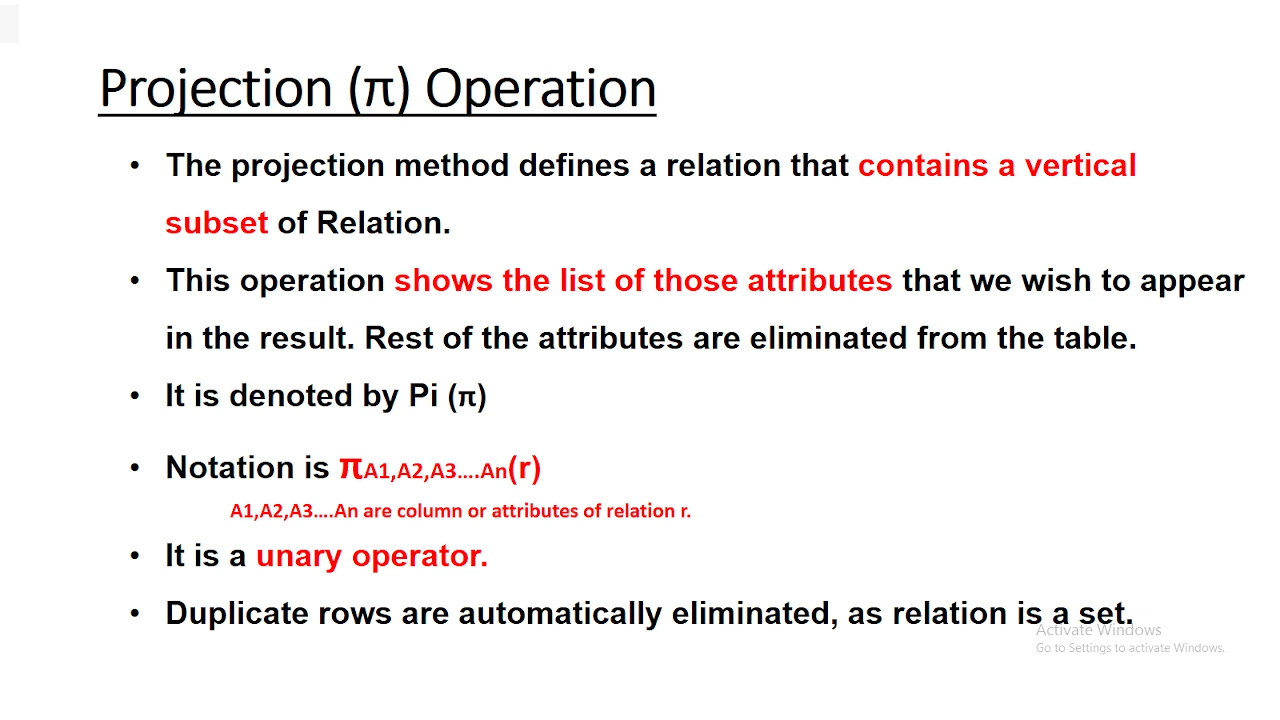 Projection (π) Operation
• The projection method defines a relation that contains a vertical
subset of Relation.
• This operation shows the list of those attributes that we wish to appear
in the result. Rest of the attributes are eliminated from the table.
• It is denoted by Pi (π)
• Notation is πA1,A2,A3....An(r)
A1,A2,A3....An are column or attributes of relation r.
• It is a unary operator.
• Duplicate rows are automatically eliminated, as relation is a set.
Activate Windows
Go to Settings to activate Windows.